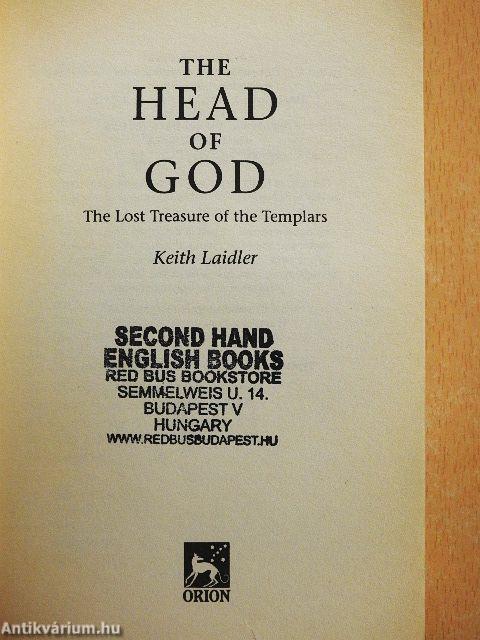 THE
HEAD
OF
GOD
The Lost Treasure of the Templars
Keith Laidler
SECOND HAND
ENGLISH BOOKS
RED BUS BOOKSTORE
SEMMELWEIS U. 14.
BUDAPEST V
HUNGARY
WWW.REDBUSBUDAPEST.HU
ORION
Antikvárium.hu